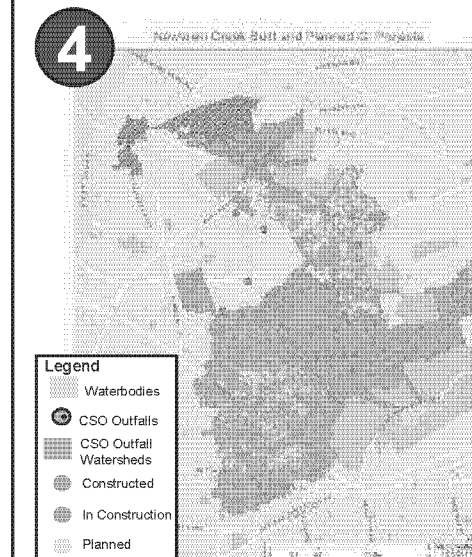 4
Newtown Creek Built and Planned GI Projects
Legend
Waterbodies
CSO Outfalls
CSO Outfall
Watersheds
Constructed
In Construction
Planned